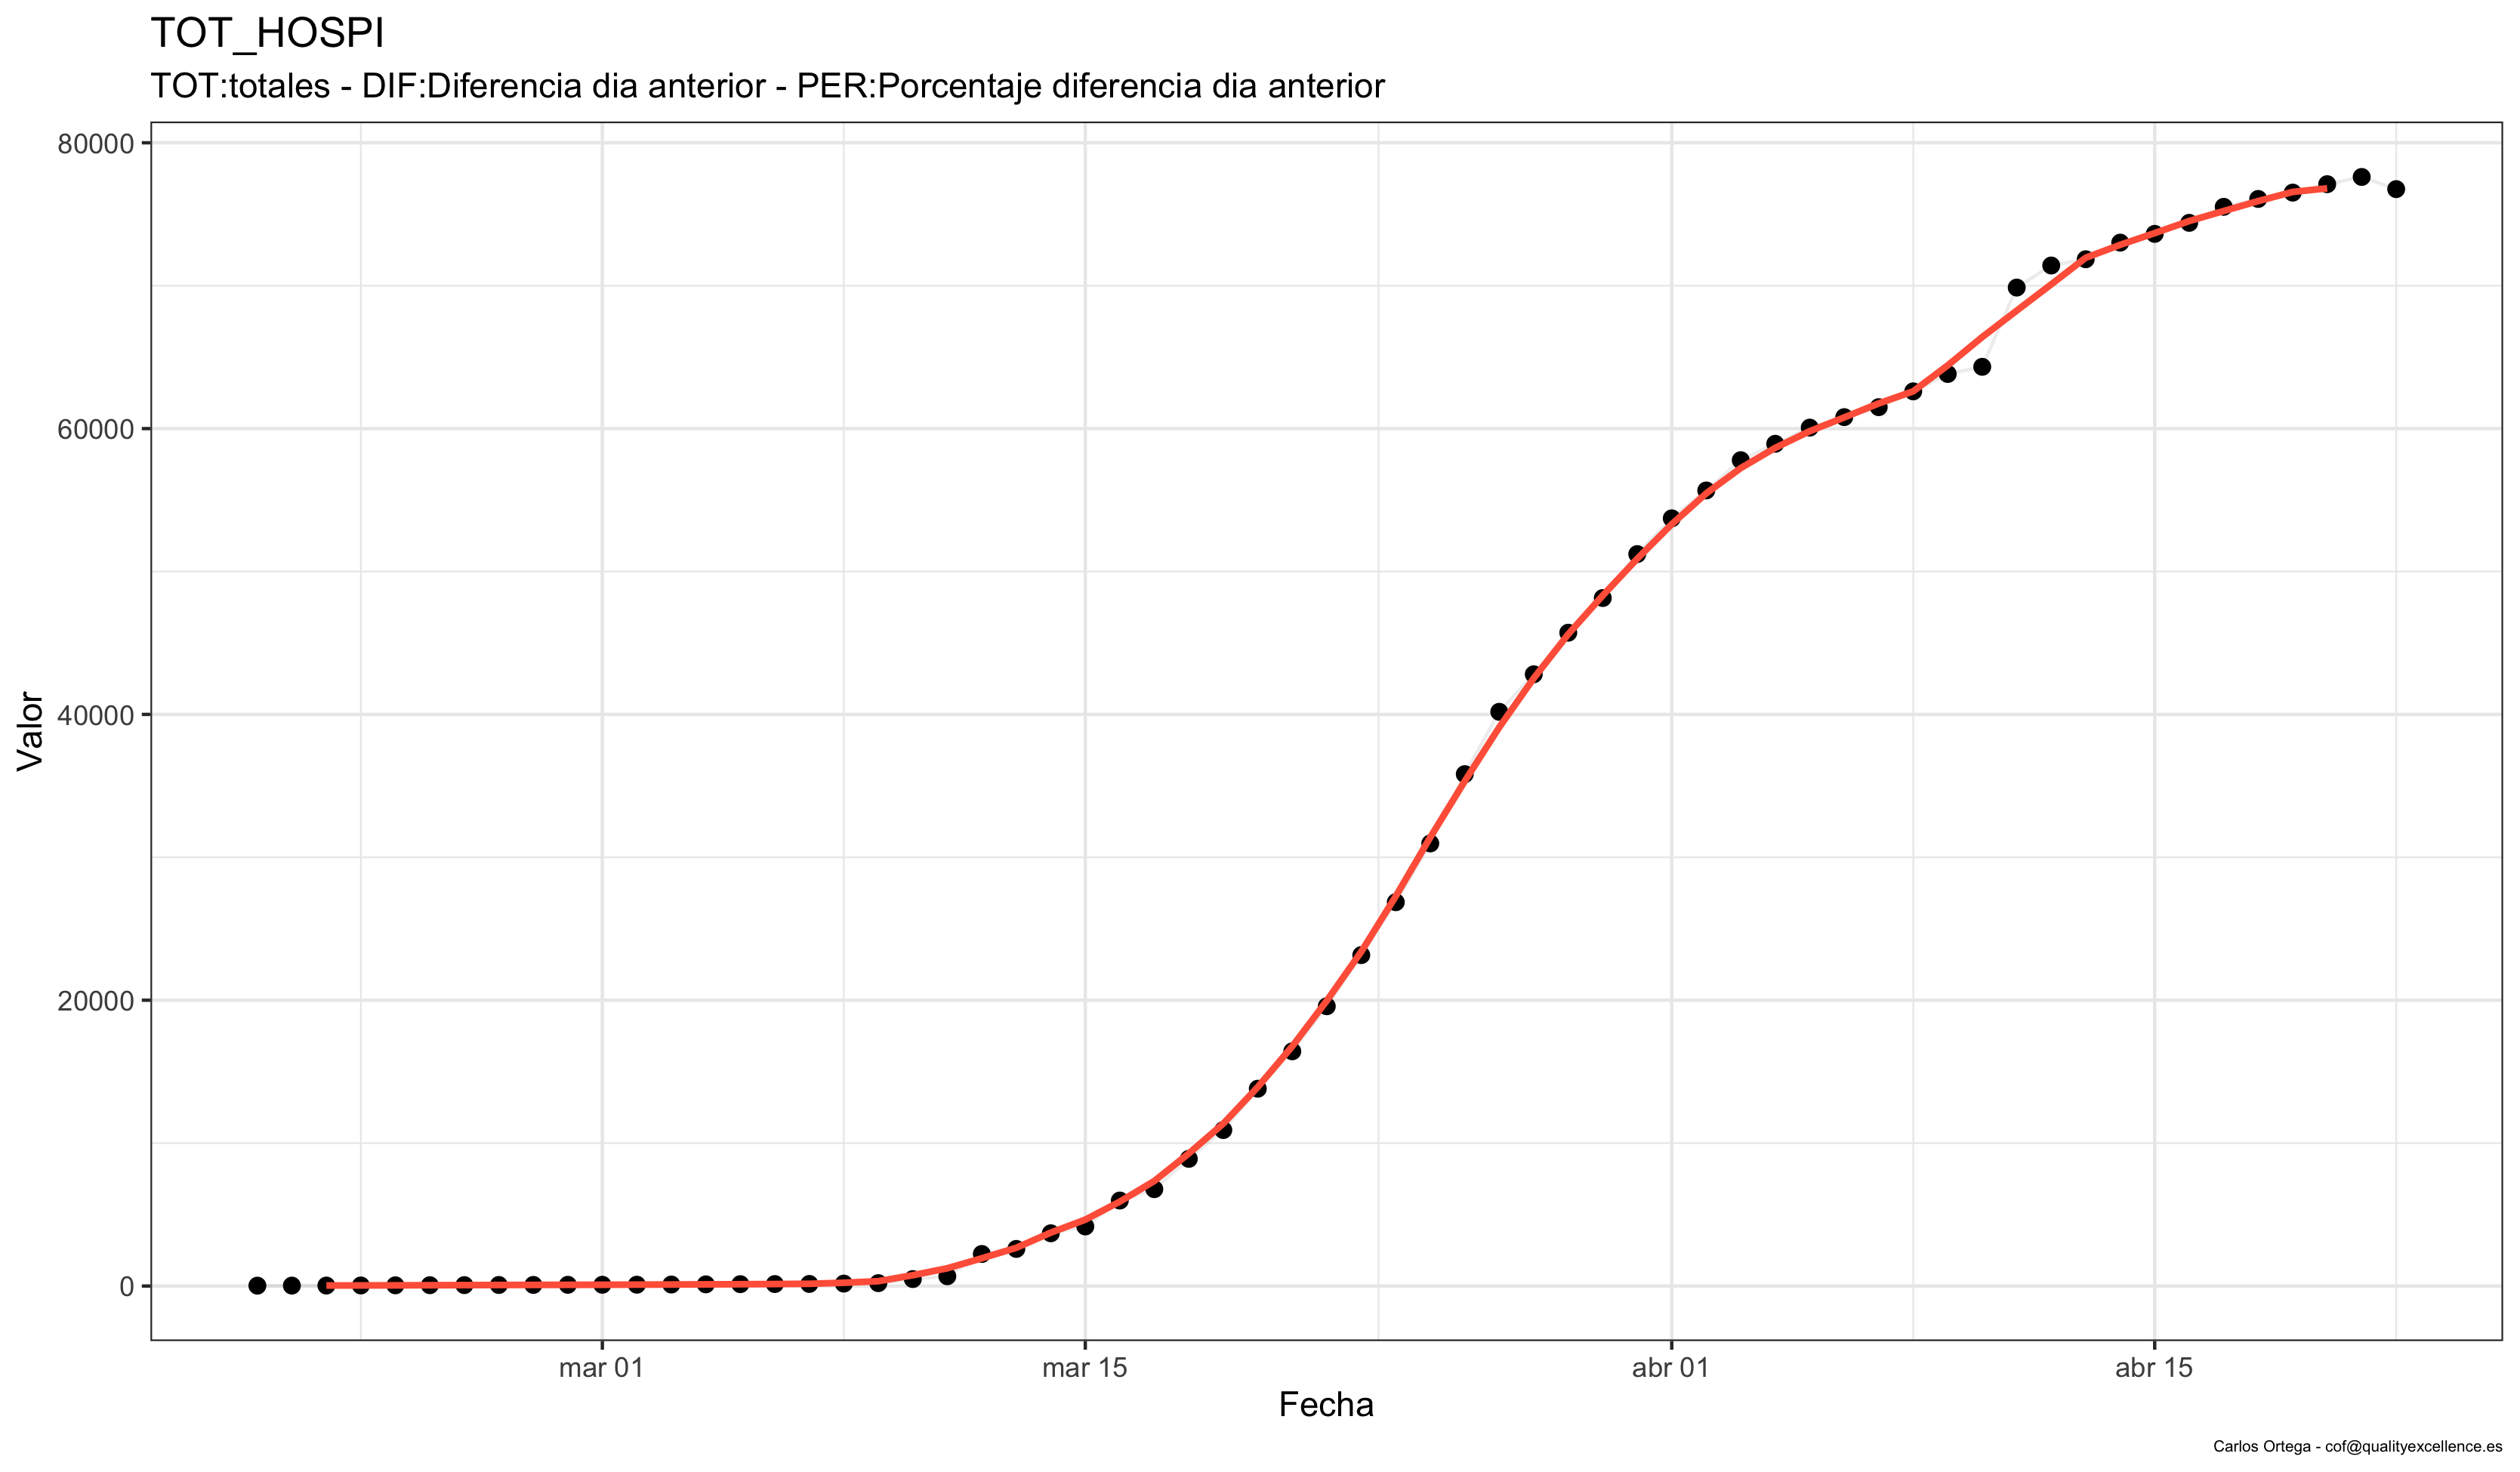 TOT_HOSPI
TOT:totales - DIF:Diferencia dia anterior - PER:Porcentaje diferencia dia anterior
80000
60000
40000
20000
0
Valor
mar 01
mar 15
abr 01
abr 15
Fecha
Carlos Ortega - cof@qualityexcellence.es